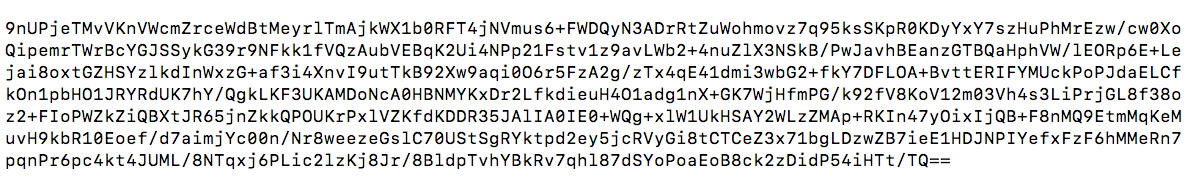 9nUPjeTMvVKnVWcmZrceWdBtMeyrlTmAjkWX1b0RFT4jNVmus6+FWDQyN3ADrRtZuWohmovz7q95ksSKpR0KDyYxY7szHuPhMrEzw/cw0Xo
QipemrTWrBcYGJSSykG39r9NFkk1fVQzAubVEBqK2Ui4NPp21Fstv1z9avLWb2+4nuZlX3NSkB/PwJavhBEanzGTBQaHphVW/lEORp6E+Le
jai8oxtGZHSYzlkdInWxzG+af3i4XnvI9utTkB92Xw9aqi0O6r5FzA2g/zTx4qE41dmi3wbG2+fkY7DFLOA+BvttERIFYMUckPoPJdaELCf
kOn1pbHO1JRYRdUK7hY/QgkLKF3UKAMDoNcA0HBNMYKxDr2LfkdieuH4O1adg1nX+GK7WjHfmPG/k92fV8KoV12m03Vh4s3LiPrjGL8f38o
z2+FIoPWZkZiQBXtJR65jnZkkQPOUKrPxlVZKfdKDDR35JAlIA0IE0+WQg+xlW1UkHSAY2WLzZMAp+RKIn47yOixIjQB+F8nMQ9EtmMqKeM
uvH9kbR10Eoef/d7aimjYc00n/Nr8weezeGslC70UStSgRYktpd2ey5jcRVyGi8tCTCeZ3x71bgLDzwZB7ieE1HDJNPIYefxFzF6hMMeRn7
pqnPr6pc4kt4JUML/8NTqxj6PLic2lzKj8Jr/8BldpTvhYBkRv7qhl87dSYoPoaEoB8ck2zDidP54iHTt/TQ==